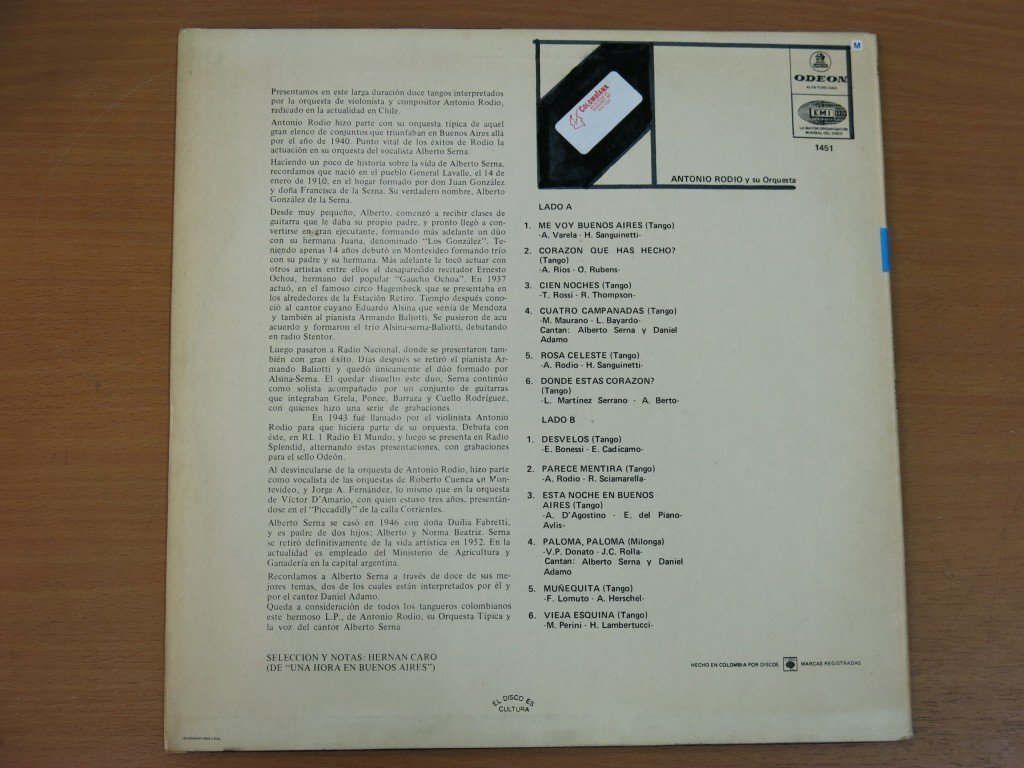 Presentamos en este larga duración doce tangos interpretados
por la orquesta de violonista y compositor Antonio Rodio,
radicado en la actualidad en Chile.
Antonio Rodio hizo parte con su orquesta típica de aquel
gran elenco de conjuntos que triunfaban en Buenos Aires allá
por el año de 1940. Punto vital de los éxitos de Rodio la
actuación en su orquesta del vocalista Alberto Serna.
Haciendo un poco de historia sobre la vida de Alberto Serna,
recordamos que nació en el pueblo General Lavalle, el 14 de
enero de 1910, en el hogar formado por don Juan González
y doña Francisca de la Serna. Su verdadero nombre, Alberto
González de la Serna.
Desde muy pequeño, Alberto, comenzó a recibir clases de
guitarra que le daba su propio padre, y pronto llegó a con-
vertirse en gran ejecutante, formando más adelante un dúo
con su hermana Juana, denominado "Los González". Te-
niendo apenas 14 años debutó en Montevideo formando trío
con su padre y su hermana. Más adelante le tocó actuar con
otros artistas entre ellos el desaparecido recitador Ernesto
Ochoa, hermano del popular "Gaucho Ochoa". En 1937
actuó, en el famoso circo Hagembeck que se presentaba en
los alrededores de la Estación Retiro. Tiempo después cono-
ció al cantor cuyano Eduardo Alsina que venía de Mendoza
y también al pianista Armando Baliotti. Se pusieron de acu
acuerdo y formaron el trío Alsina-serna-Baliotti, debutando
en radio Stentor.
Luego pasaron a Radio Nacional, donde se presentaron tam-
bién con gran éxito. Días después se retiró el pianista Ar-
mando Baliotti y quedó únicamente el dúo formado por
Alsina-Serna. El quedar disuelto este duo, Serna continúo
como solista acompañado por un conjunto de guitarras
que integraban Grela, Ponce, Barraza y Cuello Rodríguez,
con quienes hizo una serie de grabaciones
En 1943 fué llamado por el violinista Antonio
Rodio para que hiciera parte de su orquesta. Debuta con
éste, en RL 1 Radio El Mundo, y luego se presenta en Radio
Splendid, alternando estas presentaciones, con grabaciones
para el sello Odeón.
Al desvincularse de la orquesta de Antonio Rodio, hizo parte
como vocalista de las orquestas de Roberto Cuenca en Mon-
tevideo, y Jorge A. Fernández, lo mismo que en la orquesta
de Víctor D'Amario, con quien estuvo tres años, presentán-
dose en el "Piccadilly" de la calla Corrientes.
Alberto Serna se casó en 1946 con doña Duilia Fabretti,
y es padre de dos hijos; Alberto y Norma Beatriz. Serna
se retiró definitivamente de la vida artística en 1952. En la
actualidad es empleado del Ministerio de Agricultura y
Ganadería en la capital argentina.
Recordamos a Alberto Serna a través de doce de sus me-
jores temas, dos de los cuales están interpretados por él y
por el cantor Daniel Adamo.
Queda a consideración de todos los tangueros colombianos
este hermoso L.P., de Antonio Rodio, su Orquesta Típica y
la voz del cantor Alberto Serna
SELECCION Y NOTAS: HERNAN CARO
(DE "UNA HORA EN BUENOS AIRES")
M
COLOMBIANA
ODEON
ALTA FIDELIDAD
EMI
LA MAYOR ORGANIZACION
MUNDIAL DEL DISCO
1451
ANTONIO RODIO y su Orquesta
LADO A
1. ME VOY BUENOS AIRES (Tango)
-A. Varela - H. Sanguinetti-
2. CORAZON QUE HAS HECHO?
(Tango)
-A. Rios - O. Rubens-
3. CIEN NOCHES (Tango)
-T. Rossi - R. Thompson-
4. CUATRO CAMPANADAS (Tango)
-M. Maurano - L. Bayardo-
Cantan: Alberto Serna y Daniel
Adamo
5. ROSA CELESTE (Tango)
-A. Rodio - H. Sanguinetti-
6. DONDE ESTAS CORAZON?
(Tango)
-L. Martínez Serrano - A. Berto-
LADO B
1. DESVELOS (Tango)
-E. Bonessi - E. Cadicamo-
2. PARECE MENTIRA (Tango)
-A. Rodio - R. Sciamarella-
3. ESTA NOCHE EN BUENOS
AIRES (Tango)
-A. D'Agostino - E. del Piano-
Avlis-
4. PALOMA, PALOMA (Milonga)
-V.P. Donato - J.C. Rolla-
Cantan: Alberto Serna y Daniel
Adamo
5. MUÑEQUITA (Tango)
-F. Lomuto - A. Herschel-
6. VIEJA ESQUINA (Tango)
-M. Perini - H. Lambertucci-
HECHO EN COLOMBIA POR DISCOS MARCAS REGISTRADAS
EL DISCO ES
CULTURA